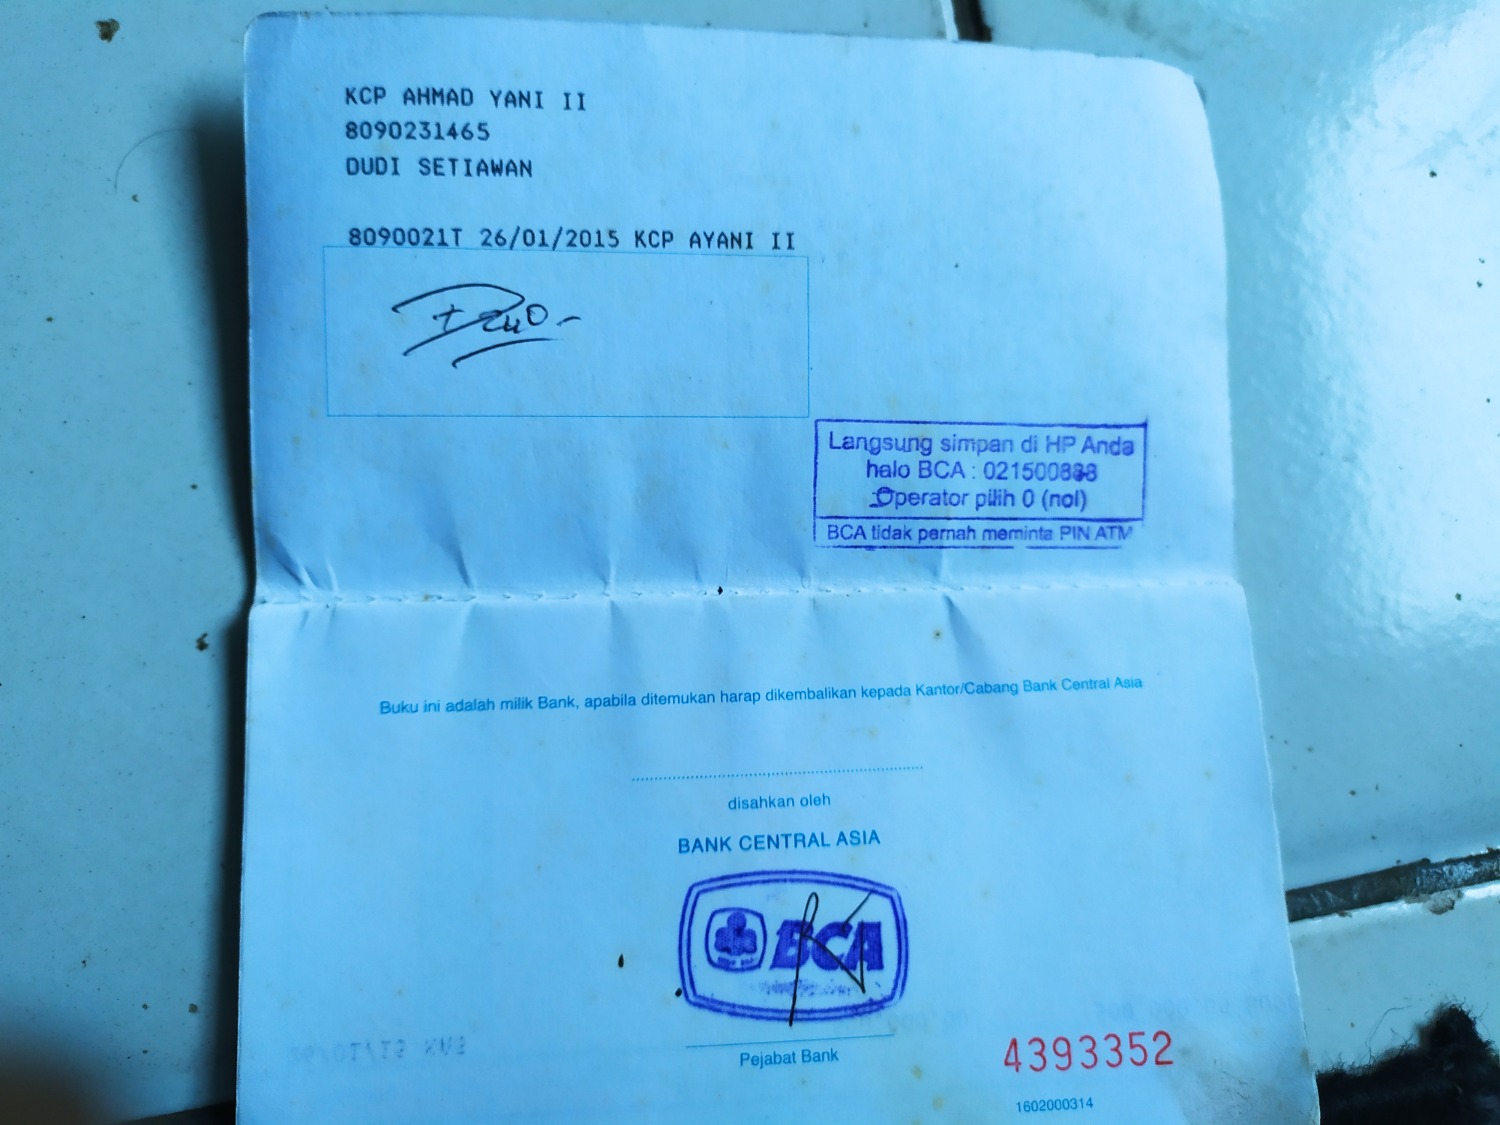 KCP AHMAD YANI II
8090231465
DUDI SETIAWAN
8090021T 26/01/2015 KCP AYANI II
Langsung simpan di HP Anda
halo BCA : 021500888
Operator pilih 0 (nol)
BCA tidak pernah meminta PIN ATM
Buku ini adalah milik Bank, apabila ditemukan harap dikembalikan kepada Kantor/Cabang Bank Central Asia
disahkan oleh
BANK CENTRAL ASIA
BCA
Pejabat Bank
4393352
1602000314